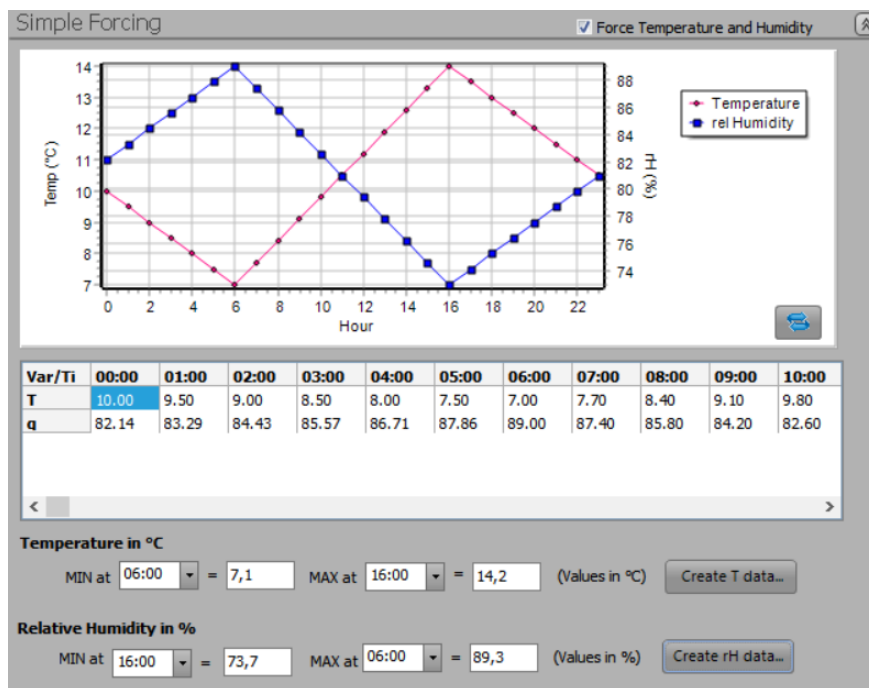 Simple Forcing
Force Temperature and Humidity
14
13
12
11
10
9
8
7
Temp (°C)
88
86
84
82
80
78
76
74
rH (%)
0 2 4 6 8 10 12 14 16 18 20 22
Hour
Temperature
rel Humidity
Var/Ti 00:00 01:00 02:00 03:00 04:00 05:00 06:00 07:00 08:00 09:00 10:00
T 10.00 9.50 9.00 8.50 8.00 7.50 7.00 7.70 8.40 9.10 9.80
q 82.14 83.29 84.43 85.57 86.71 87.86 89.00 87.40 85.80 84.20 82.60
Temperature in °C
MIN at 06:00 = 7,1 MAX at 16:00 = 14,2 (Values in °C) Create T data...
Relative Humidity in %
MIN at 16:00 = 73,7 MAX at 06:00 = 89,3 (Values in %) Create rH data...